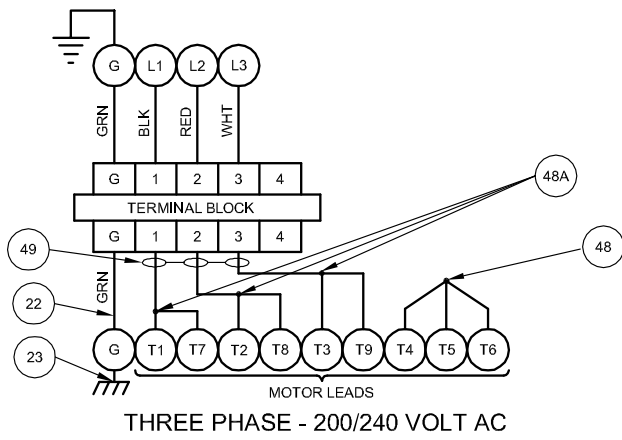 G L1 L2 L3
GRN BLK RED WHT
G 1 2 3 4
48A
TERMINAL BLOCK
G 1 2 3 4
49
48
GRN
22
23
G T1 T7 T2 T8 T3 T9 T4 T5 T6
MOTOR LEADS
THREE PHASE - 200/240 VOLT AC